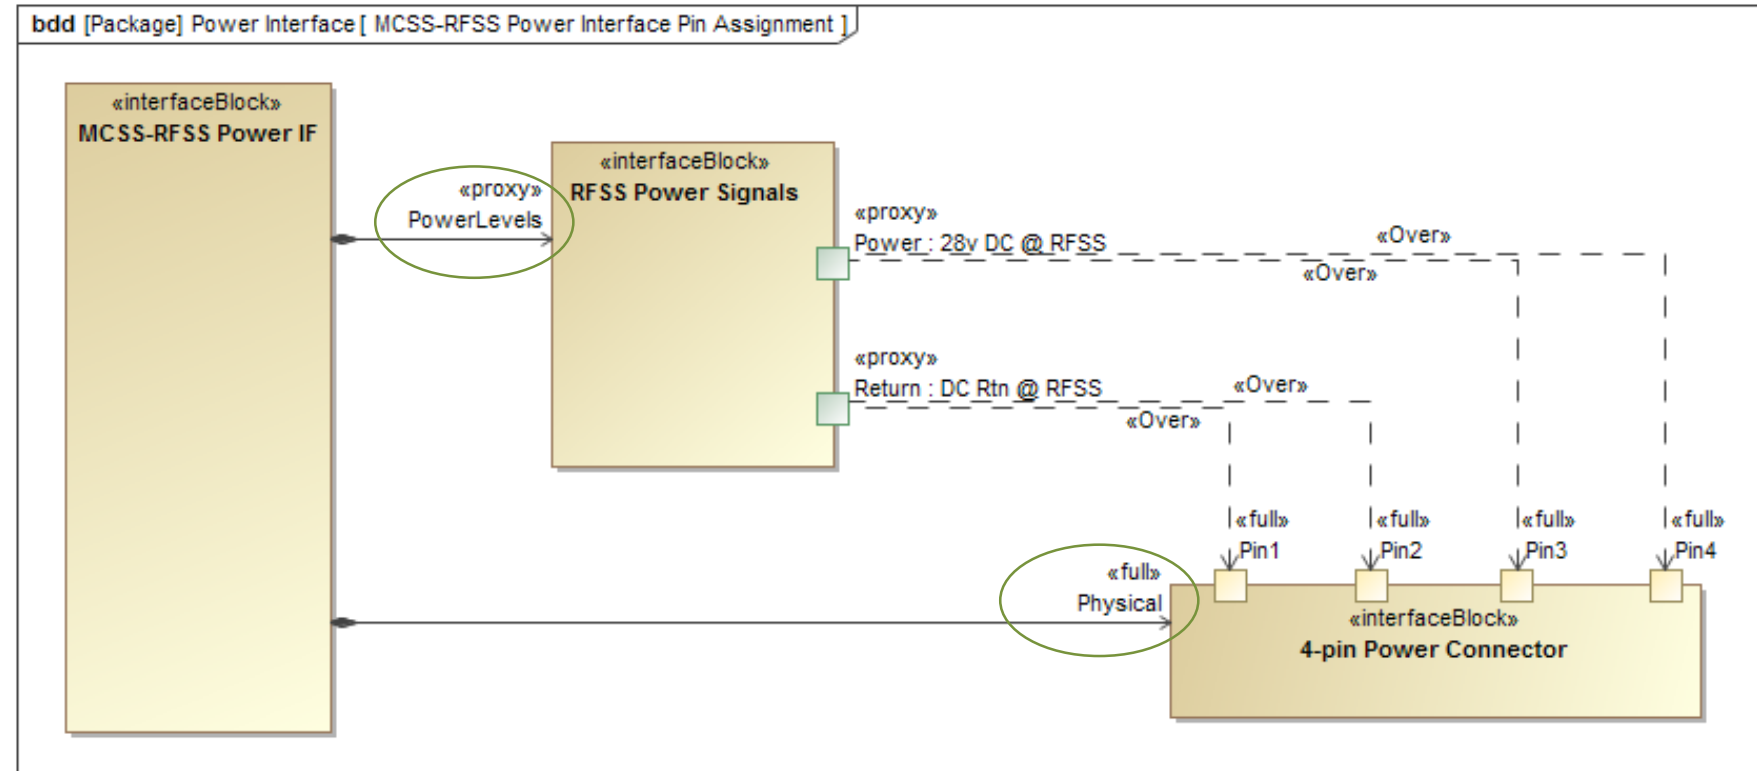 bdd [Package] Power Interface [ MCSS-RFSS Power Interface Pin Assignment ]
«interfaceBlock»
MCSS-RFSS Power IF
«proxy»
PowerLevels
«interfaceBlock»
RFSS Power Signals
«proxy»
Power : 28v DC @ RFSS
«Over»
«Over»
«proxy»
Return : DC Rtn @ RFSS
«Over»
«Over»
«full»
Pin1
«full»
Pin2
«full»
Pin3
«full»
Pin4
«full»
Physical
«interfaceBlock»
4-pin Power Connector